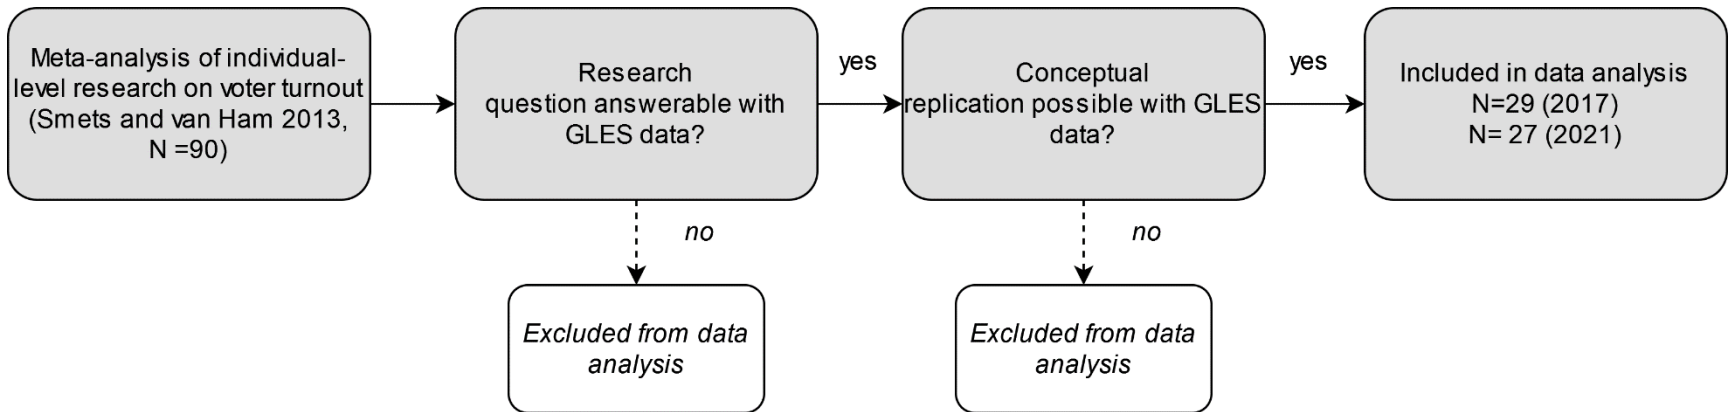 Meta-analysis of individual-
level research on voter turnout
(Smets and van Ham 2013,
N =90)
Research
question answerable with
GLES data?
yes
Conceptual
replication possible with GLES
data?
yes
Included in data analysis
N=29 (2017)
N= 27 (2021)
no
no
Excluded from data
analysis
Excluded from data
analysis